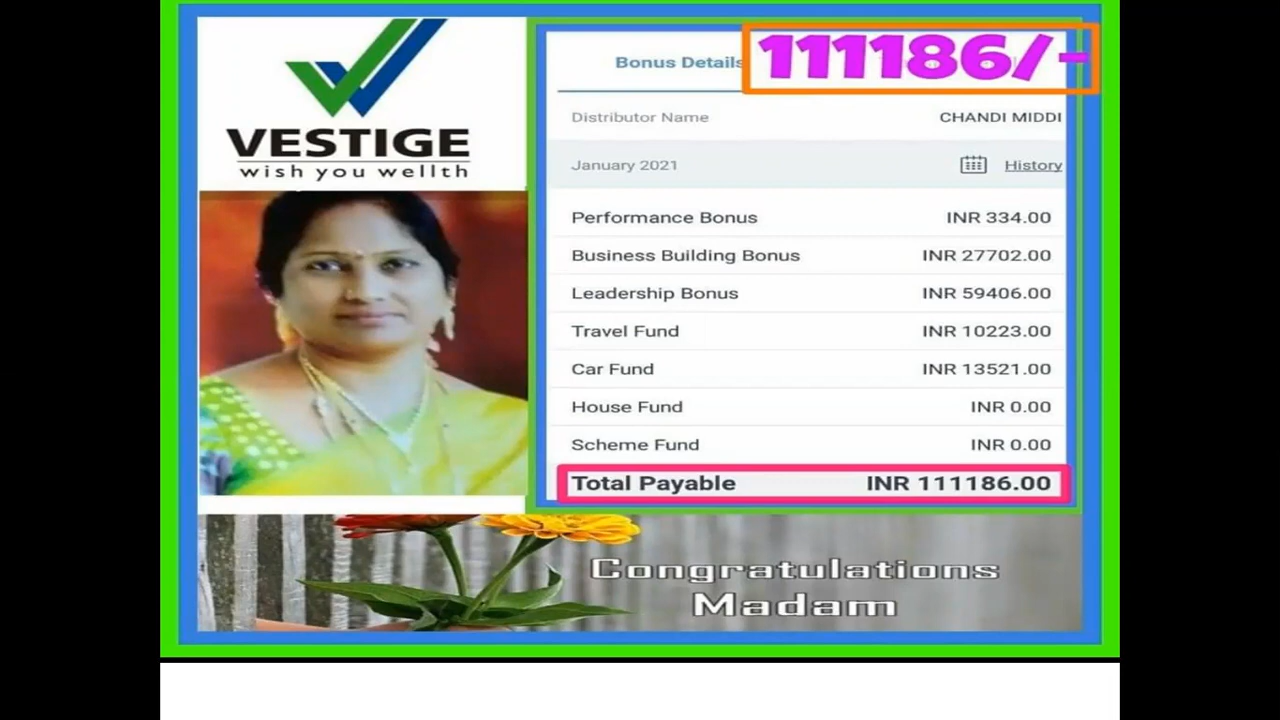 VESTIGE
wish you wellth
Bonus Details
111186/-
Distributor Name CHANDI MIDDI
January 2021 History
Performance Bonus INR 334.00
Business Building Bonus INR 27702.00
Leadership Bonus INR 59406.00
Travel Fund INR 10223.00
Car Fund INR 13521.00
House Fund INR 0.00
Scheme Fund INR 0.00
Total Payable INR 111186.00
Congratulations
Madam